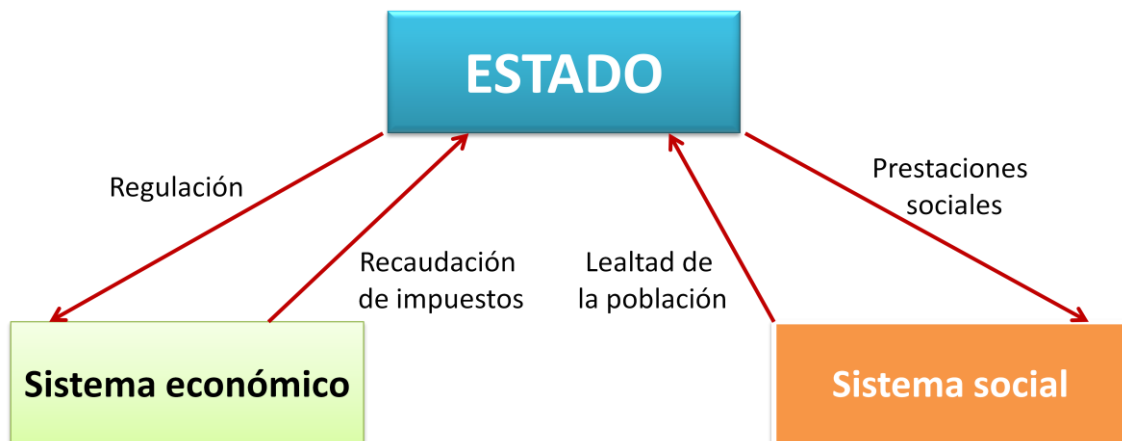 ESTADO
Regulación
Prestaciones
sociales
Recaudación
de impuestos
Lealtad de
la población
Sistema económico
Sistema social